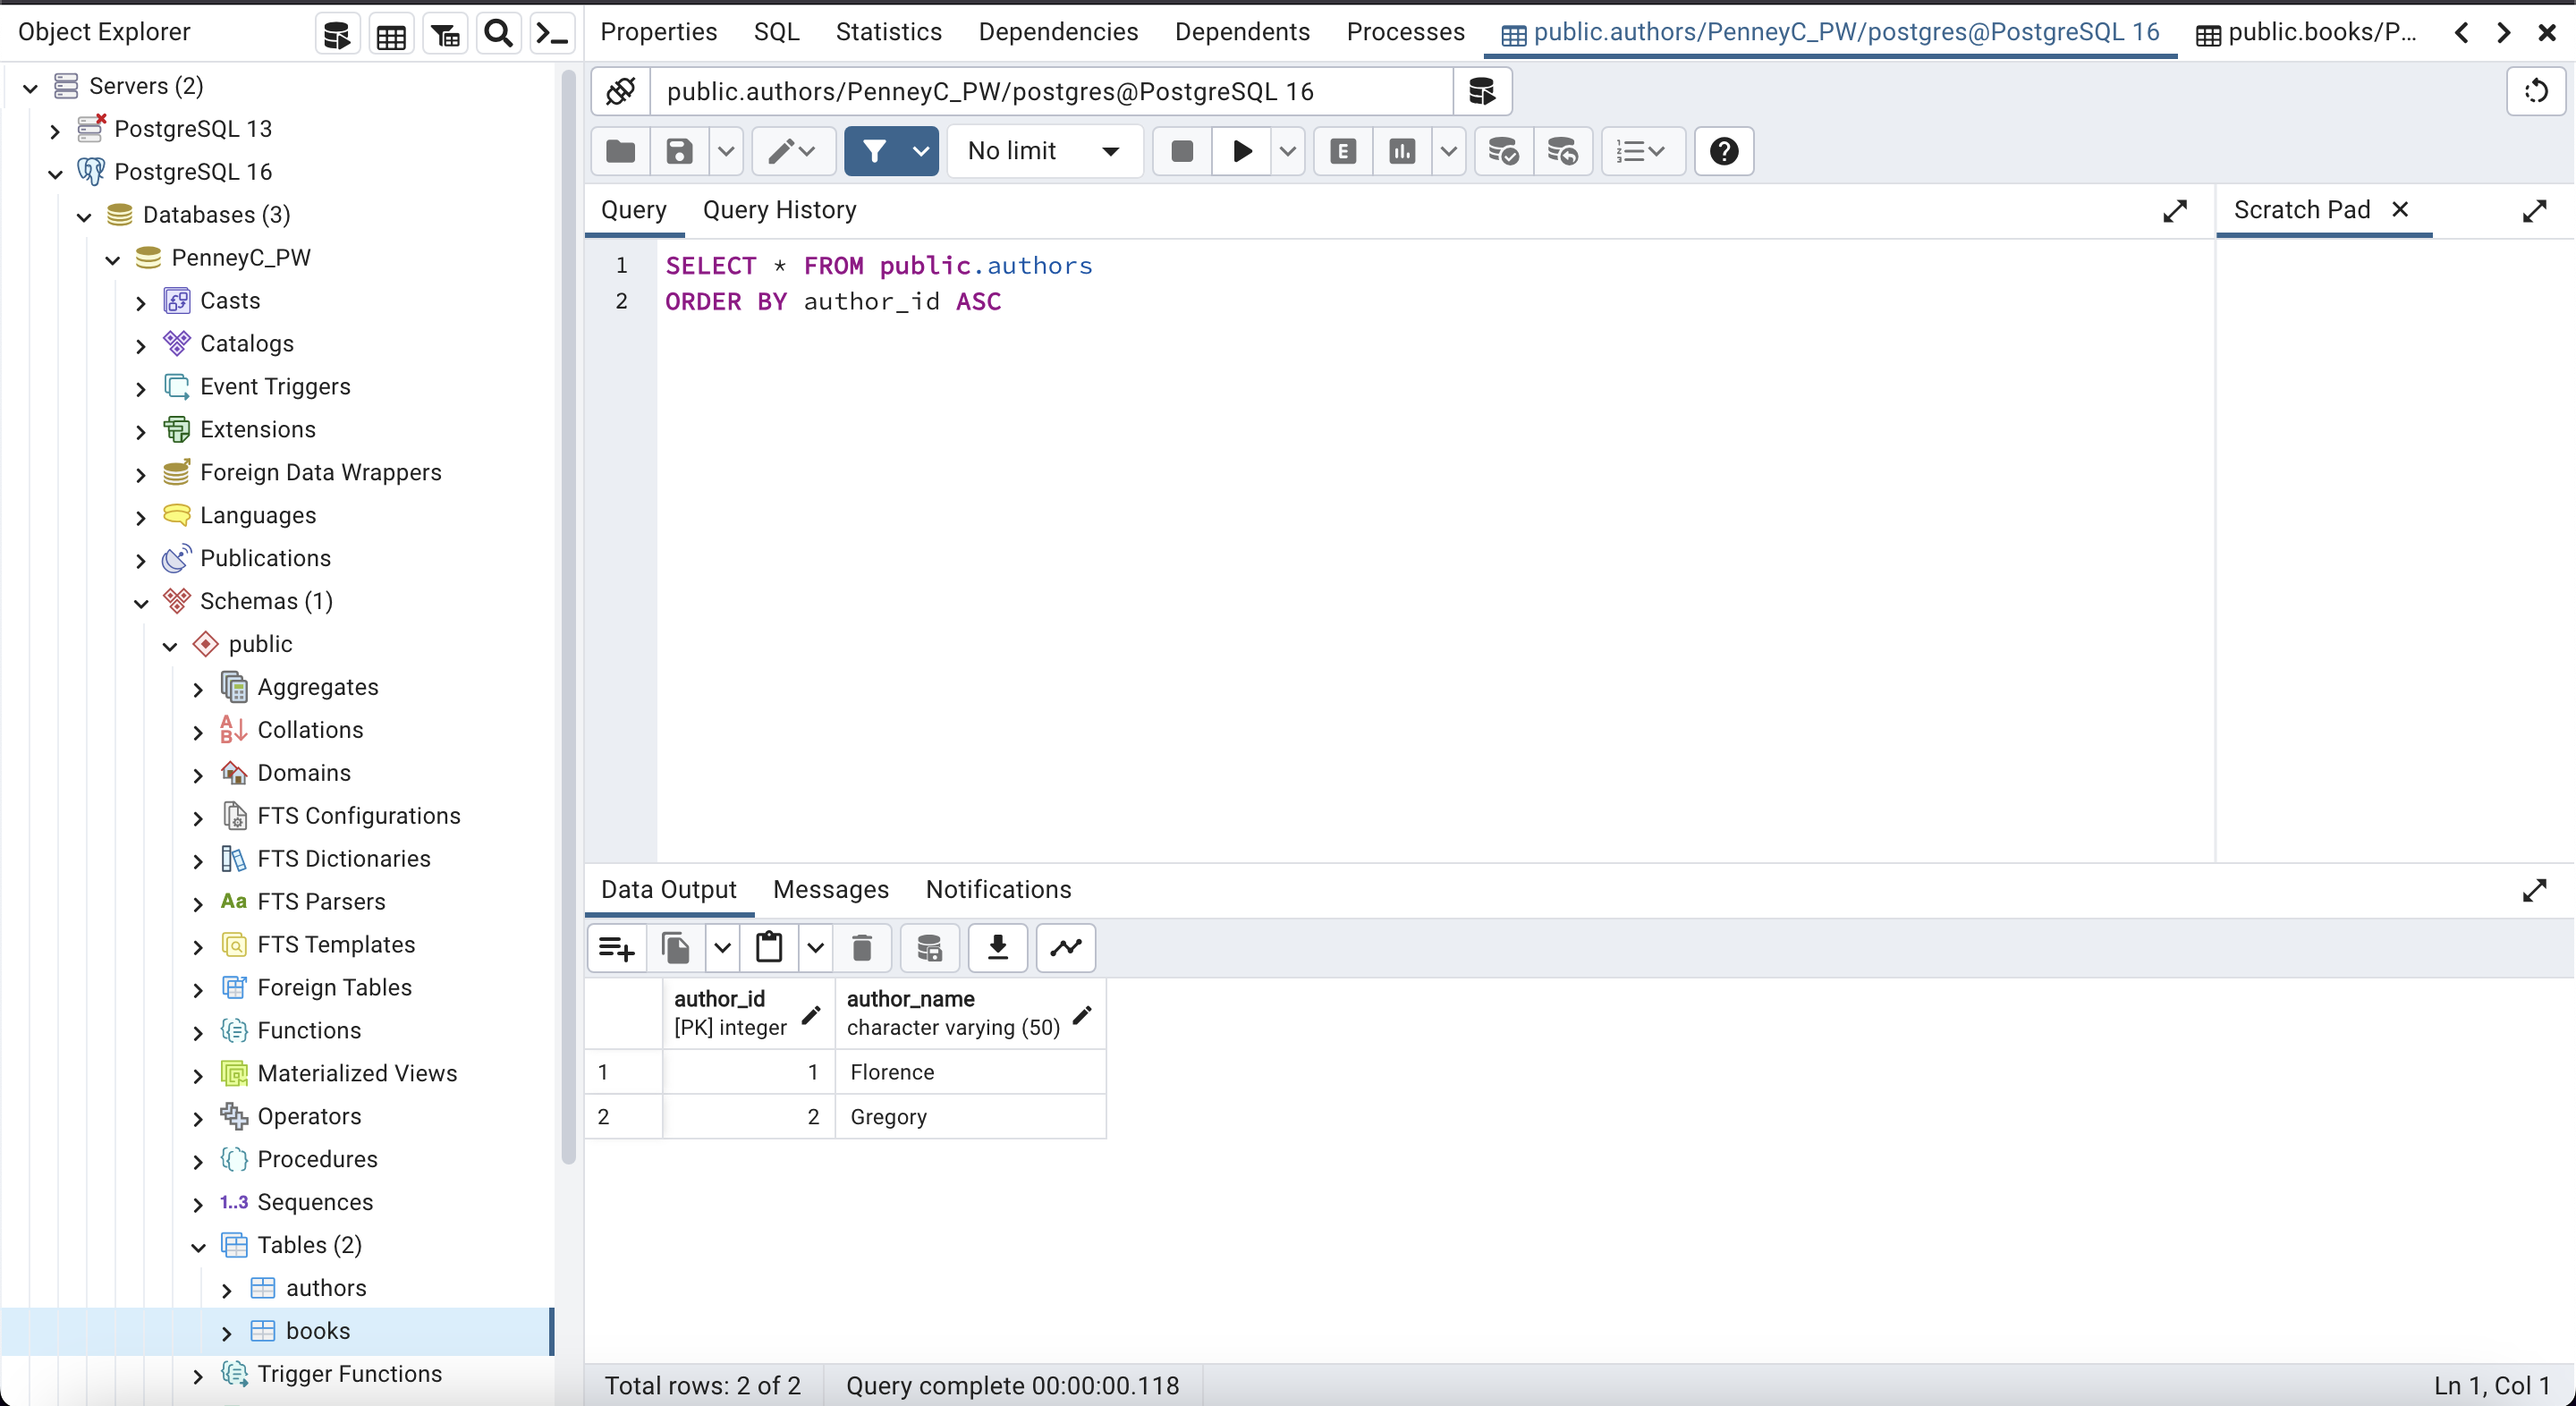 Object Explorer
Properties SQL Statistics Dependencies Dependents Processes public.authors/PenneyC_PW/postgres@PostgreSQL 16 public.books/P...
Servers (2)
PostgreSQL 13
PostgreSQL 16
Databases (3)
PenneyC_PW
Casts
Catalogs
Event Triggers
Extensions
Foreign Data Wrappers
Languages
Publications
Schemas (1)
public
Aggregates
Collations
Domains
FTS Configurations
FTS Dictionaries
Aa FTS Parsers
FTS Templates
Foreign Tables
Functions
Materialized Views
Operators
Procedures
1..3 Sequences
Tables (2)
authors
books
Trigger Functions
public.authors/PenneyC_PW/postgres@PostgreSQL 16
No limit
E
Query Query History
Scratch Pad
1 SELECT * FROM public.authors
2 ORDER BY author_id ASC
Data Output Messages Notifications
author_id author_name
[PK] integer character varying (50)
1 1 Florence
2 2 Gregory
Total rows: 2 of 2 Query complete 00:00:00.118 Ln 1, Col 1